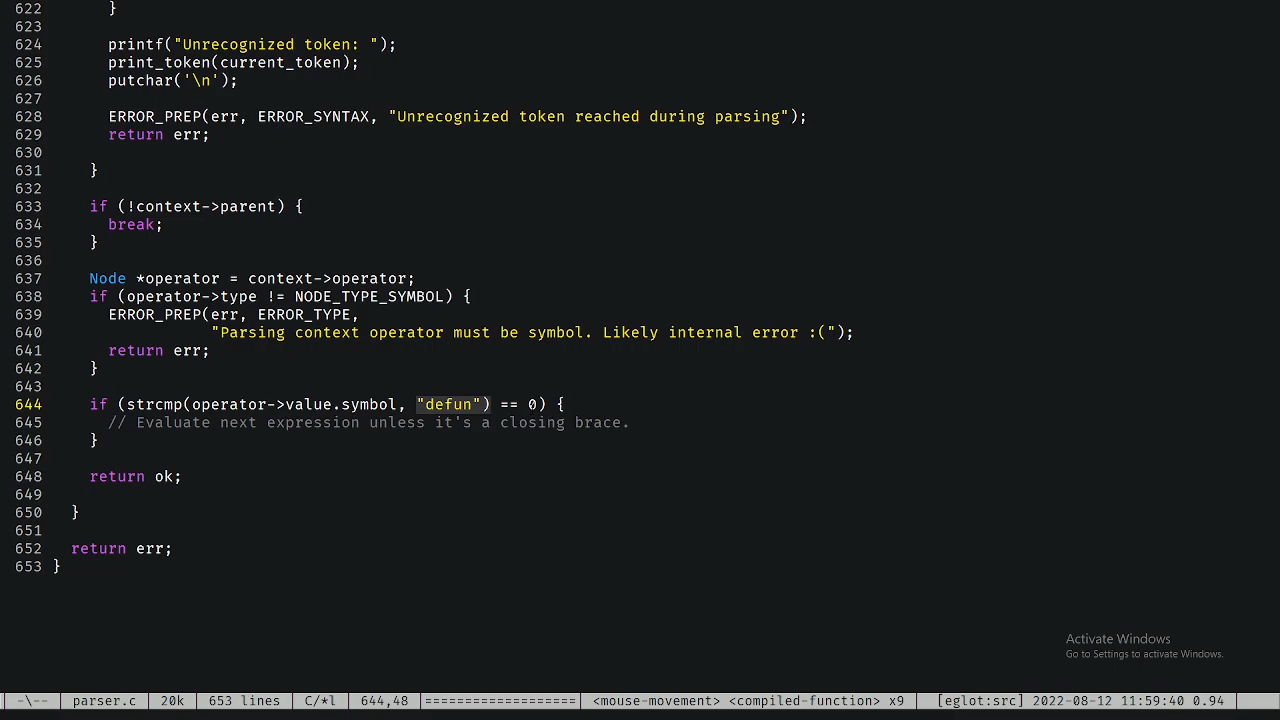 622       }
623
624       printf("Unrecognized token: ");
625       print_token(current_token);
626       putchar('\n');
627
628       ERROR_PREP(err, ERROR_SYNTAX, "Unrecognized token reached during parsing");
629       return err;
630
631     }
632
633     if (!context->parent) {
634       break;
635     }
636
637     Node *operator = context->operator;
638     if (operator->type != NODE_TYPE_SYMBOL) {
639       ERROR_PREP(err, ERROR_TYPE,
640                  "Parsing context operator must be symbol. Likely internal error :(");
641       return err;
642     }
643
644     if (strcmp(operator->value.symbol, "defun") == 0) {
645       // Evaluate next expression unless it's a closing brace.
646     }
647
648     return ok;
649
650   }
651
652   return err;
653 }
Activate Windows
Go to Settings to activate Windows.
-\-- parser.c 20k 653 lines C/*l 644,48 ==================== <mouse-movement> <compiled-function> x9 [eglot:src] 2022-08-12 11:59:40 0.94